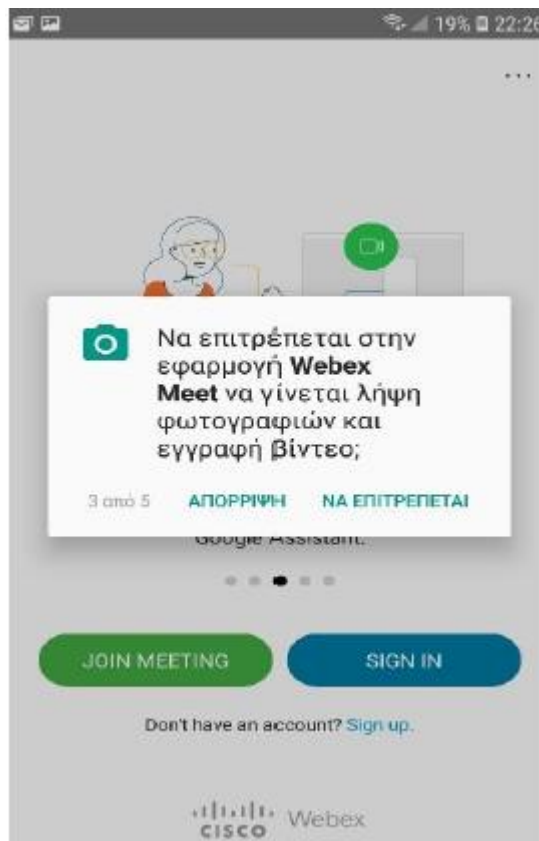 19% 22:26
Να επιτρέπεται στην
εφαρμογή Webex
Meet να γίνεται λήψη
φωτογραφιών και
εγγραφή βίντεο;
3 από 5 ΑΠΟΡΡΙΨΗ ΝΑ ΕΠΙΤΡΕΠΕΤΑΙ
Google Assistant.
JOIN MEETING SIGN IN
Don't have an account? Sign up.
CISCO Webex